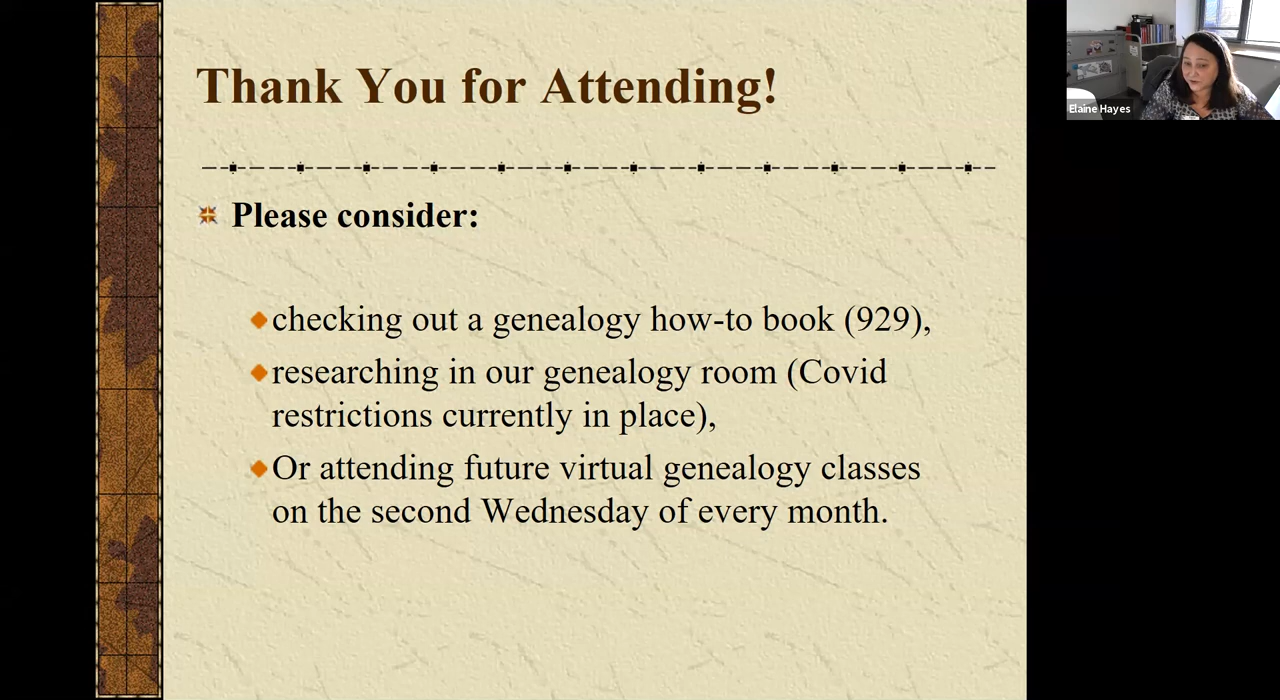 Thank You for Attending!
Elaine Hayes
Please consider:
checking out a genealogy how-to book (929),
researching in our genealogy room (Covid
restrictions currently in place),
Or attending future virtual genealogy classes
on the second Wednesday of every month.